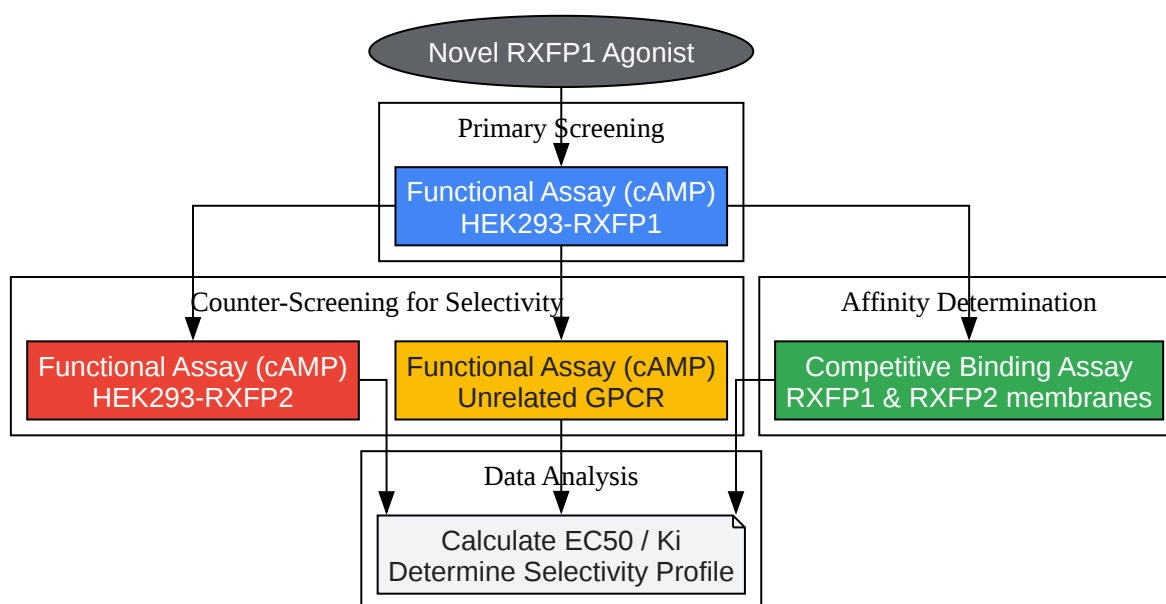 Novel RXFP1 Agonist
Primary Screening
Functional Assay (cAMP)
HEK293-RXFP1
Counter-Screening for Selectivity
Affinity Determination
Functional Assay (cAMP)
HEK293-RXFP2
Functional Assay (cAMP)
Unrelated GPCR
Competitive Binding Assay
RXFP1 & RXFP2 membranes
Data Analysis
Calculate EC50 / Ki
Determine Selectivity Profile